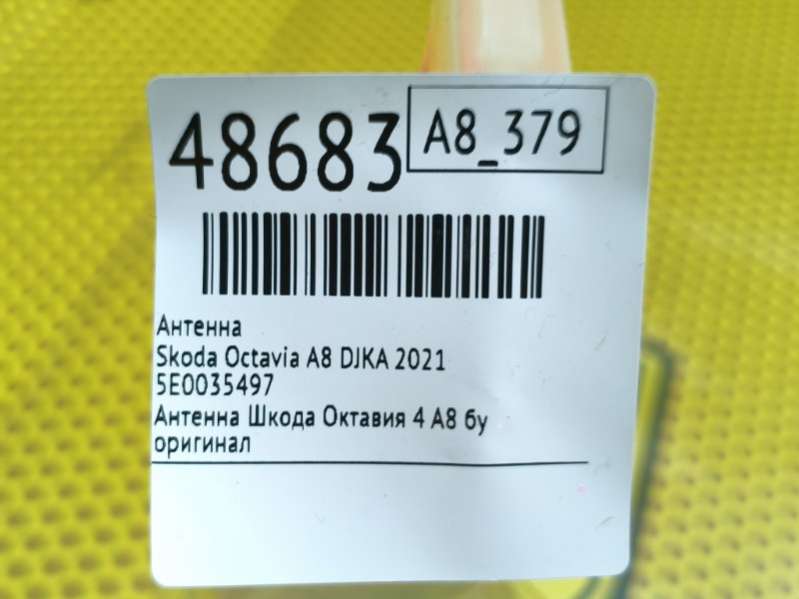 48683
A8_379
Антенна
Skoda Octavia A8 DJKA 2021
5E0035497
Антенна Шкода Октавия 4 А8 бу
оригинал